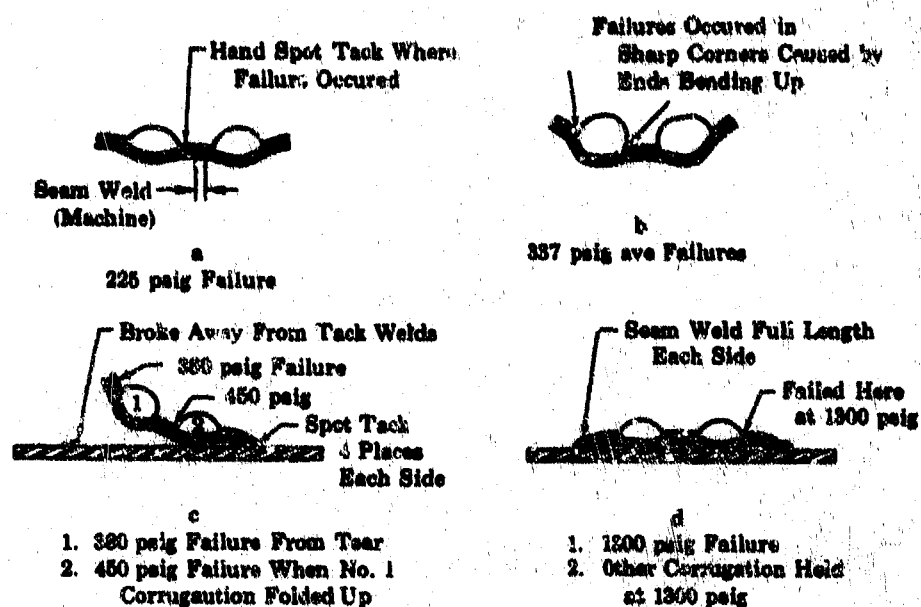 Hand Spot Tack Where
Failure Occured
Seam Weld
(Machine)
a
225 psig Failure
Failures Occured in
Sharp Corners Caused by
Ends Bending Up
b
337 psig ave Failures
Broke Away From Tack Welds
380 psig Failure
1
450 psig
2
Spot Tack
3 Places
Each Side
c
1. 380 psig Failure From Tear
2. 450 psig Failure When No. 1
Corrugaution Folded Up
Seam Weld Full Length
Each Side
Failed Here
at 1300 psig
d
1. 1300 psig Failure
2. Other Corrugation Held
at 1300 psig